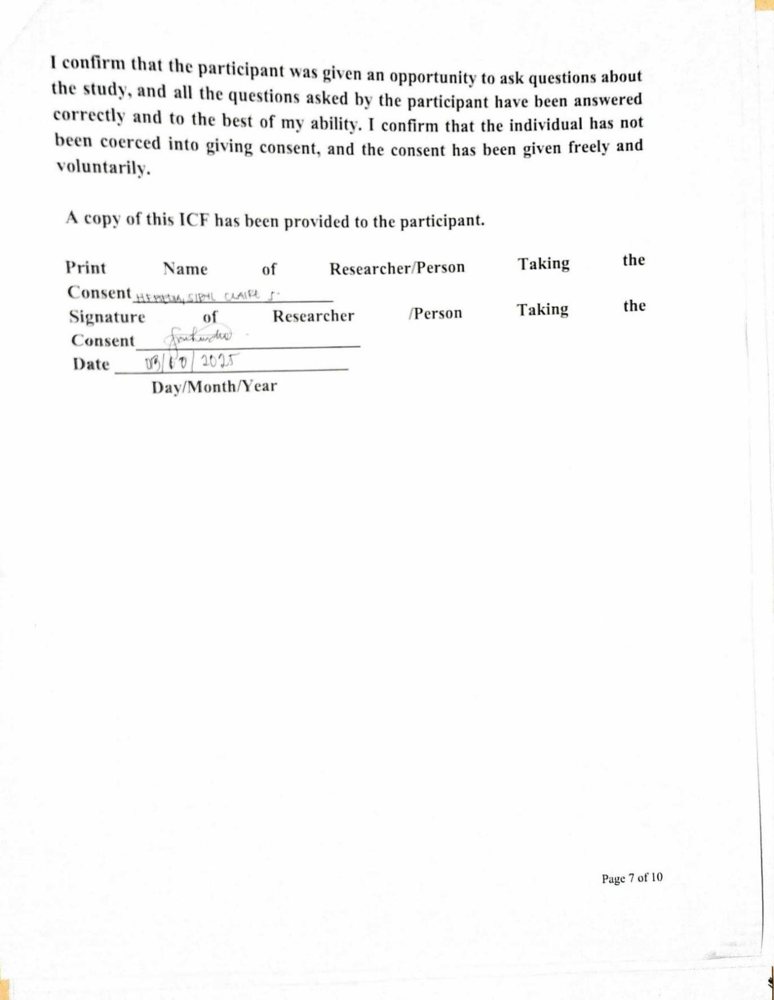 I confirm that the participant was given an opportunity to ask questions about
the study, and all the questions asked by the participant have been answered
correctly and to the best of my ability. I confirm that the individual has not
been coerced into giving consent, and the consent has been given freely and
voluntarily.
A copy of this ICF has been provided to the participant.
Print Name of Researcher/Person Taking the
Consent SIBYL CLAIRE S.
Signature of Researcher /Person Taking the
Consent
Date 2025
Day/Month/Year
Page 7 of 10